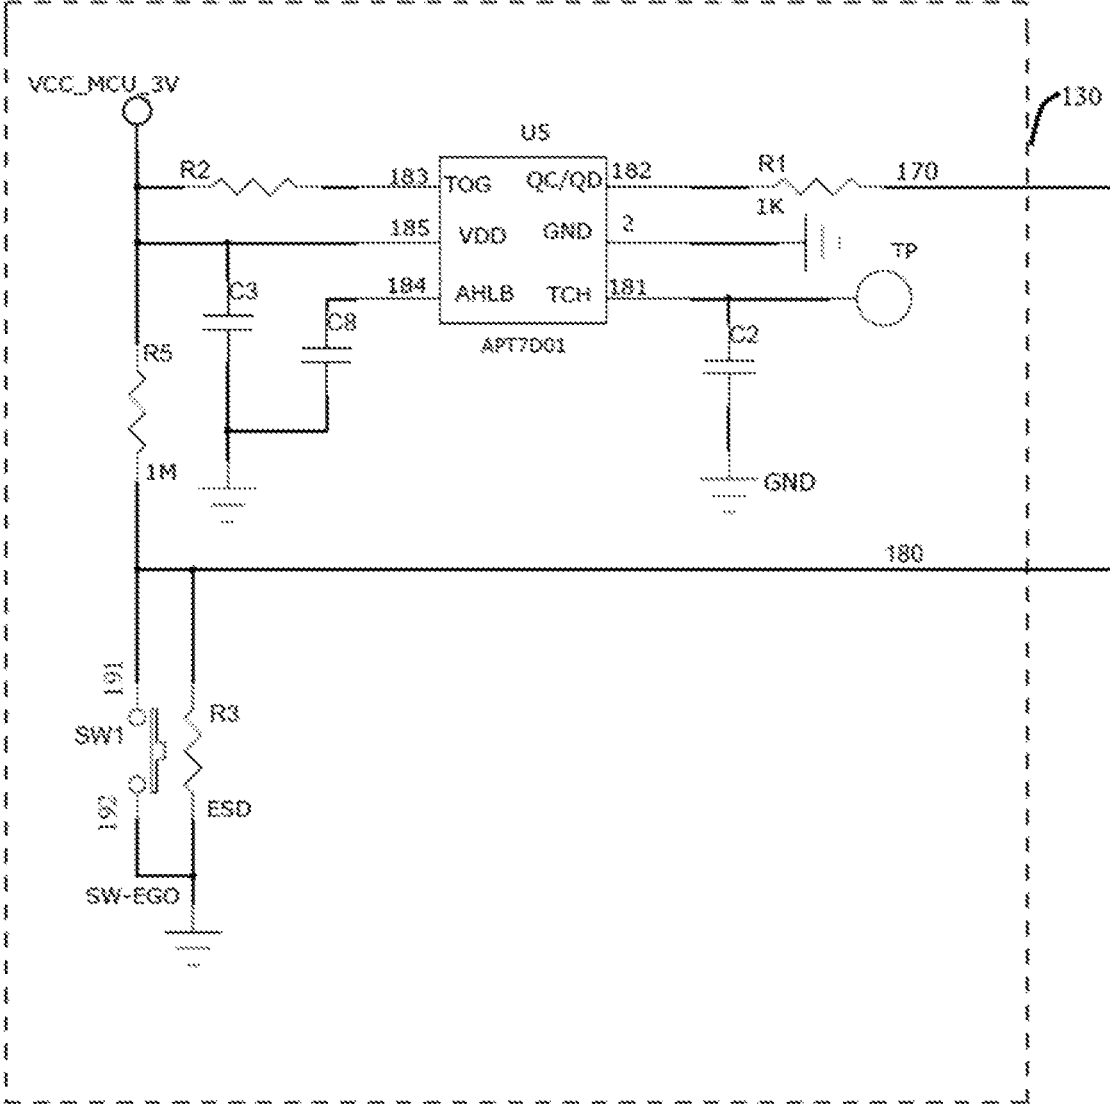 VCC_MCU_3V
130
U5
R2
183
TOG
QC/QD
182
R1
170
1K
185
VDD
GND
2
TP
C3
184
AHLB
TCH
181
C8
C2
R5
APT7D01
1M
GND
180
191
R3
SW1
192
ESD
SW-EGO